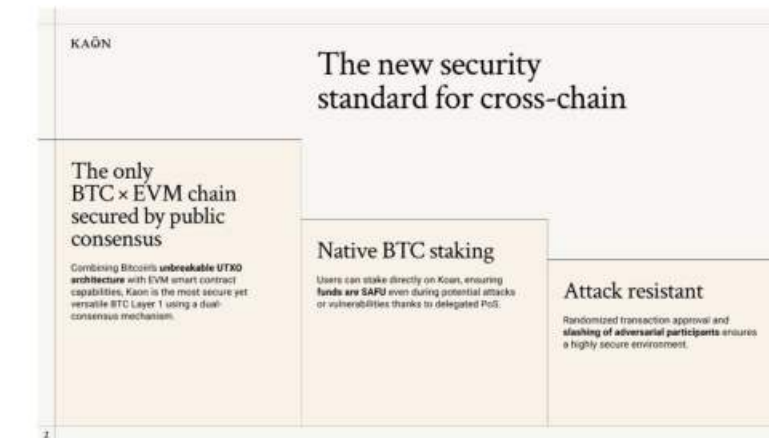 KAŌN
The new security
standard for cross-chain
The only
BTC × EVM chain
secured by public
consensus
Combining Bitcoin's unbreakable UTXO
architecture with EVM smart contract
capabilities, Kaon is the most secure yet
versatile BTC Layer 1 using a dual-
consensus mechanism.
Native BTC staking
Users can stake directly on Koan, ensuring
funds are SAFU even during potential attacks
or vulnerabilities thanks to delegated PoS.
Attack resistant
Randomized transaction approval and
slashing of adversarial participants ensures
a highly secure environment.